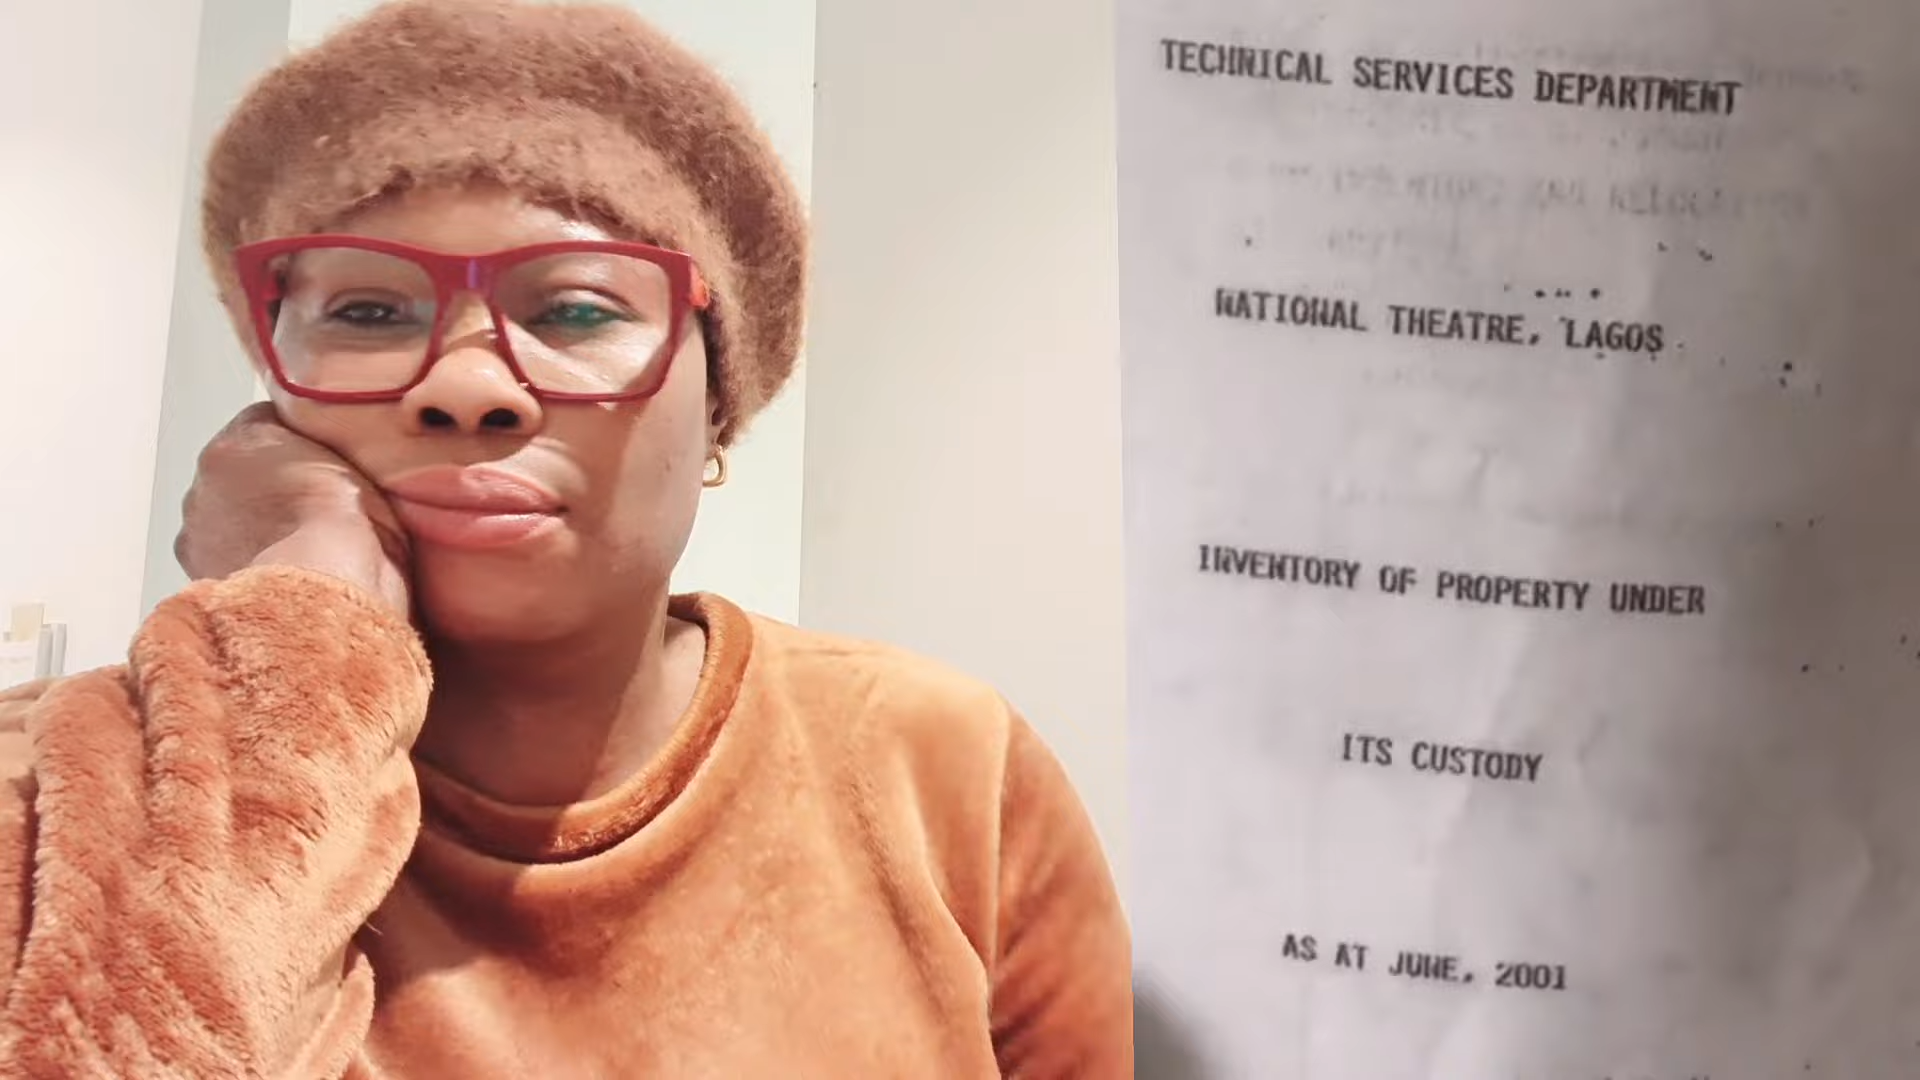 TECHNICAL SERVICES DEPARTMENT
NATIONAL THEATRE, LAGOS
INVENTORY OF PROPERTY UNDER
ITS CUSTODY
AS AT JUNE, 2001